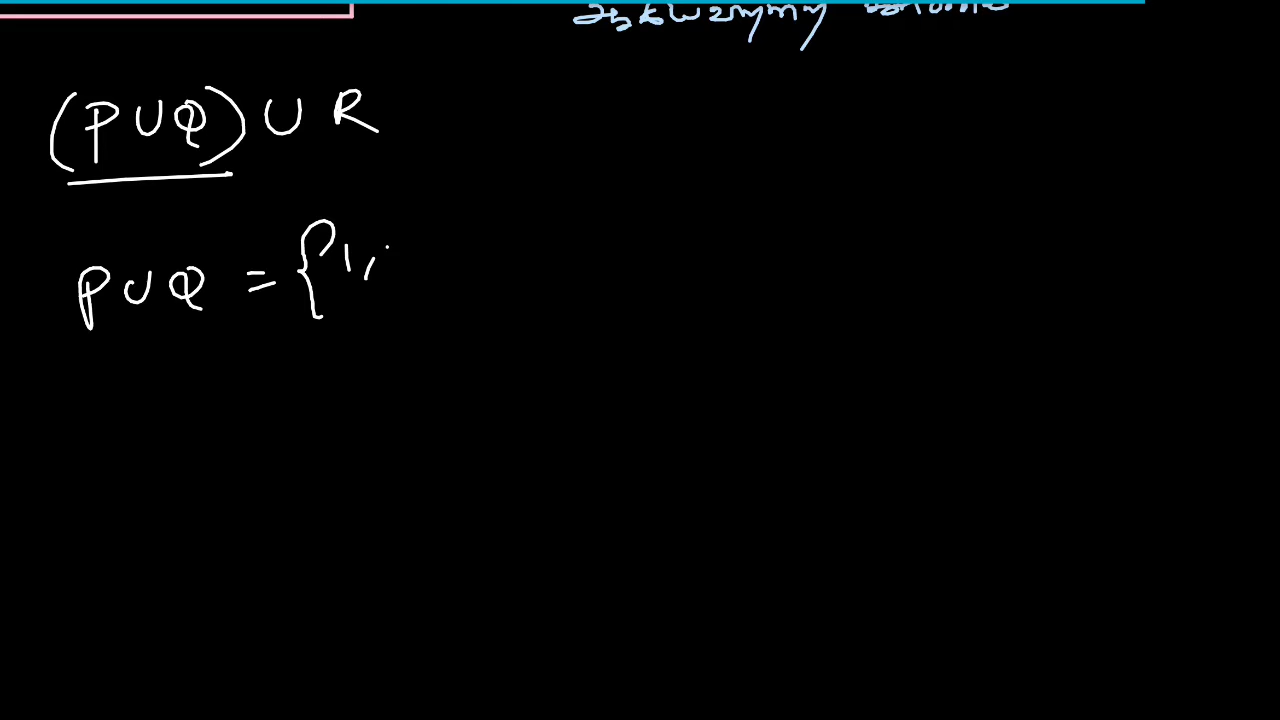 (P∪Q)∪R
P∪Q = {1,